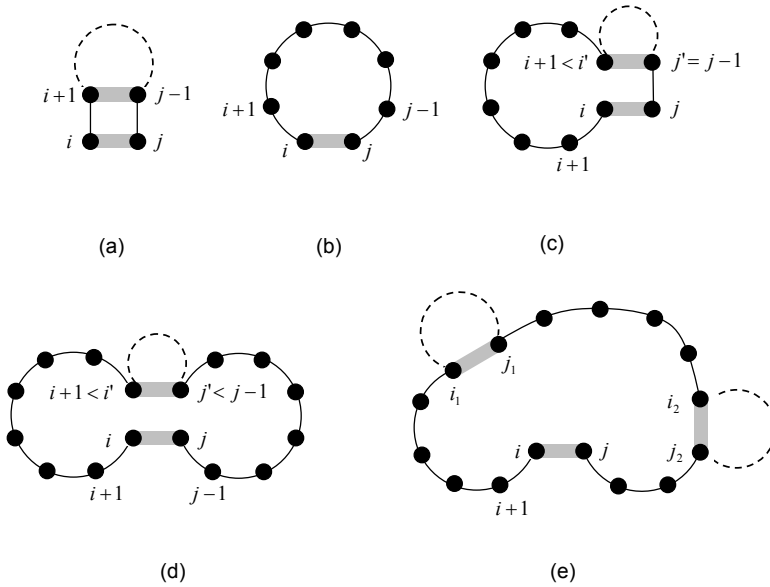 i+1
j−1
i
j
(a)
i+1
j−1
i
j
(b)
i+1 < i'
j' = j−1
i
j
i+1
(c)
i+1 < i'
j' < j−1
i
j
i+1
j−1
(d)
i₁
j₁
i₂
j₂
i
j
i+1
(e)